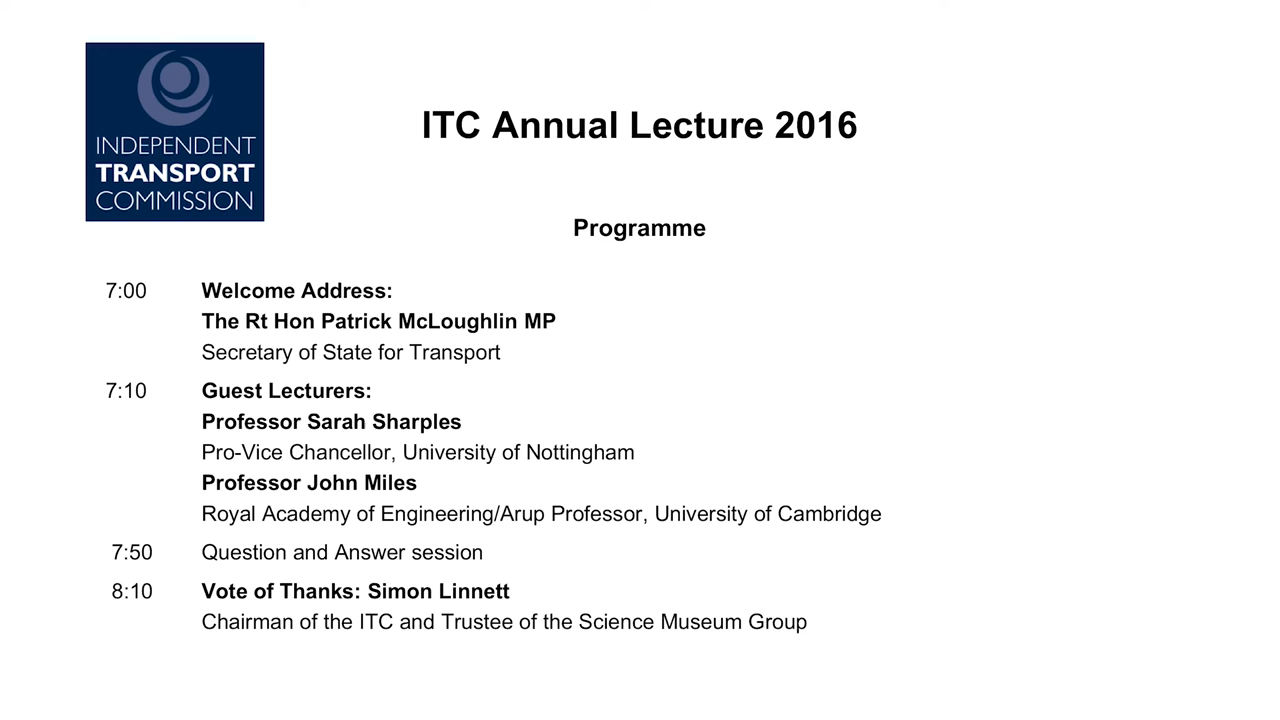 INDEPENDENT
TRANSPORT
COMMISSION
ITC Annual Lecture 2016
Programme
7:00 Welcome Address:
The Rt Hon Patrick McLoughlin MP
Secretary of State for Transport
7:10 Guest Lecturers:
Professor Sarah Sharples
Pro-Vice Chancellor, University of Nottingham
Professor John Miles
Royal Academy of Engineering/Arup Professor, University of Cambridge
7:50 Question and Answer session
8:10 Vote of Thanks: Simon Linnett
Chairman of the ITC and Trustee of the Science Museum Group